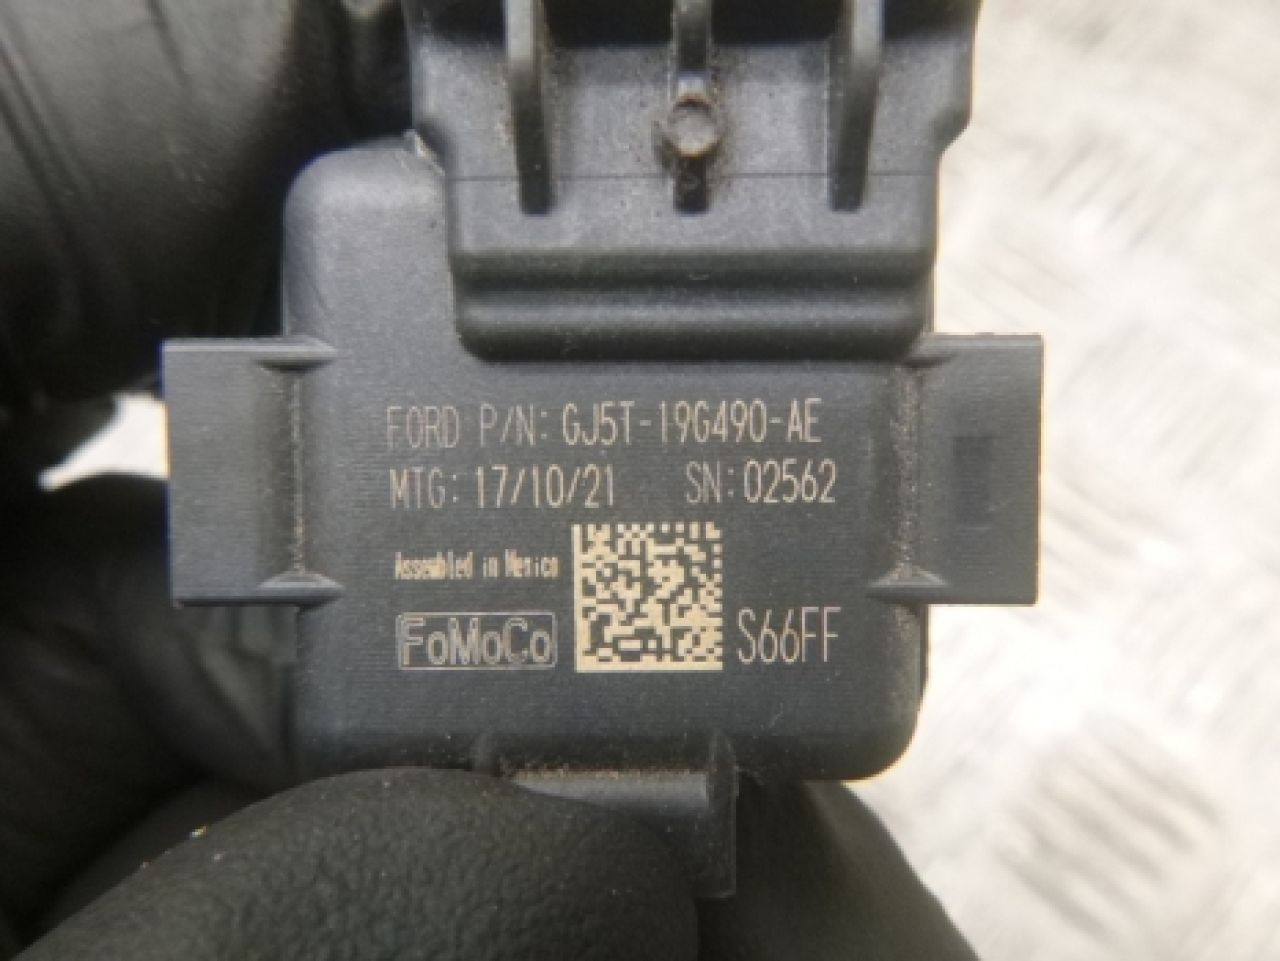 FORD P/N: GJ5T-19G490-AE
MTG: 17/10/21 SN: 02562
Assembled in Mexico
FoMoCo
S66FF